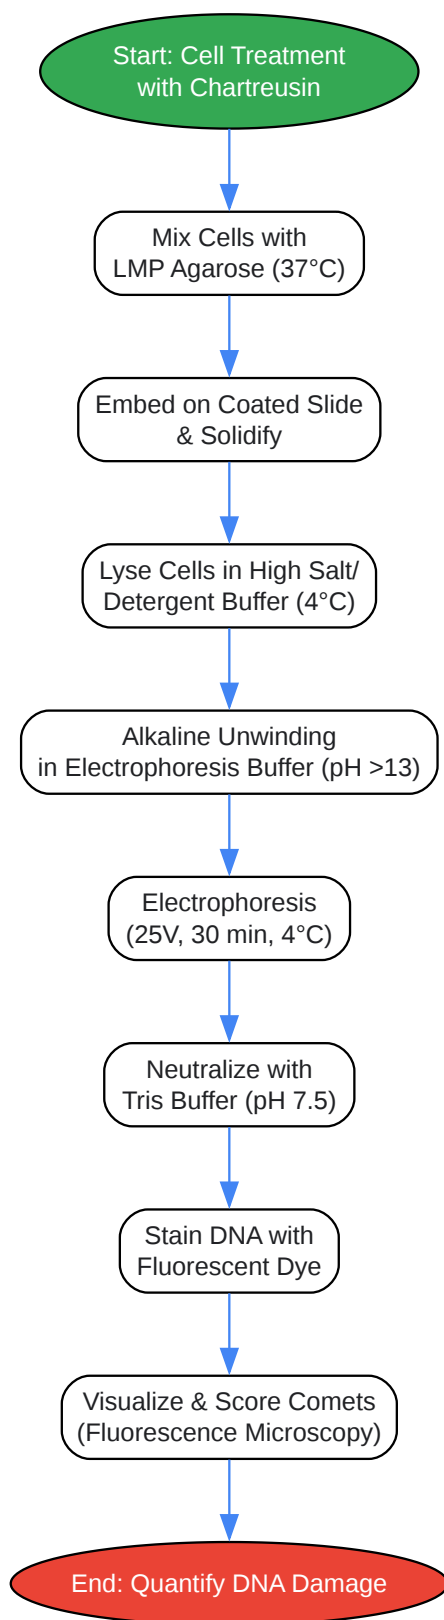 Start: Cell Treatment
with Chartreusin
Mix Cells with
LMP Agarose (37°C)
Embed on Coated Slide
& Solidify
Lyse Cells in High Salt/
Detergent Buffer (4°C)
Alkaline Unwinding
in Electrophoresis Buffer (pH >13)
Electrophoresis
(25V, 30 min, 4°C)
Neutralize with
Tris Buffer (pH 7.5)
Stain DNA with
Fluorescent Dye
Visualize & Score Comets
(Fluorescence Microscopy)
End: Quantify DNA Damage